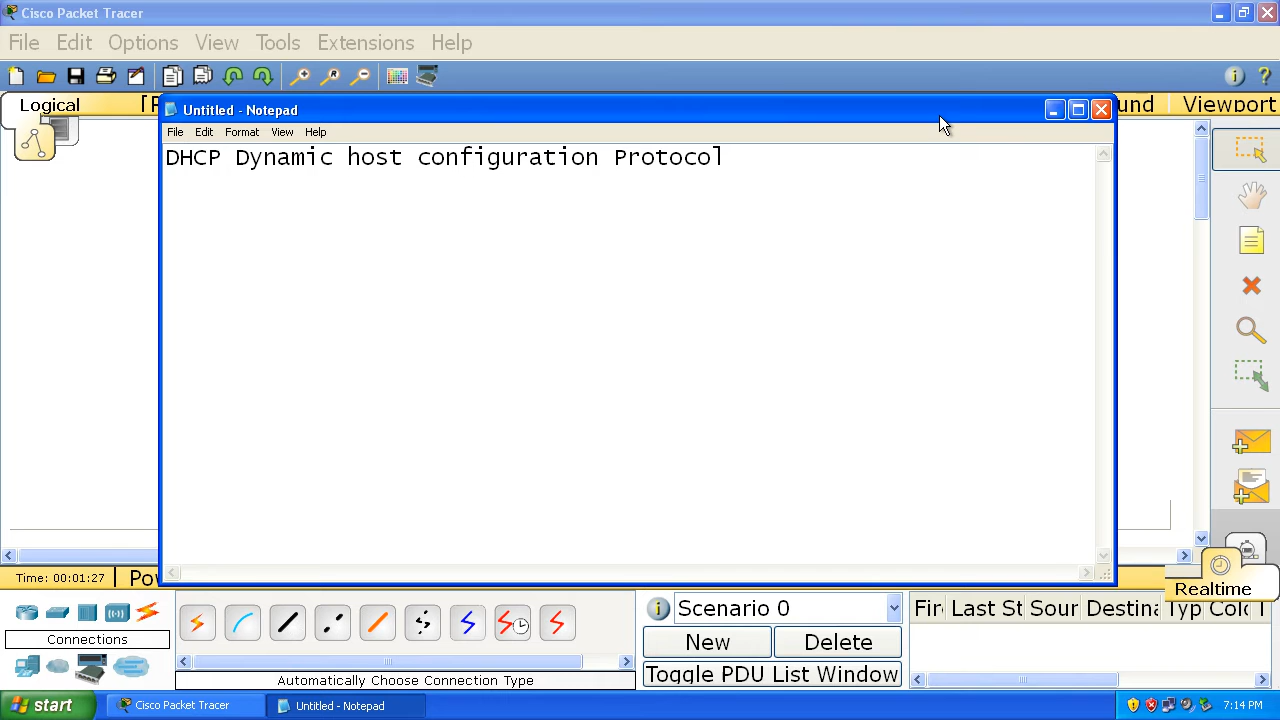 Cisco Packet Tracer
File Edit Options View Tools Extensions Help
Logical
und Viewport
Untitled - Notepad
File Edit Format View Help
DHCP Dynamic host configuration Protocol
Time: 00:01:27
Realtime
Connections
Automatically Choose Connection Type
Scenario 0
New Delete
Toggle PDU List Window
Fir Last St Sour Destina Typ Colo
start
Cisco Packet Tracer
Untitled - Notepad
7:14 PM